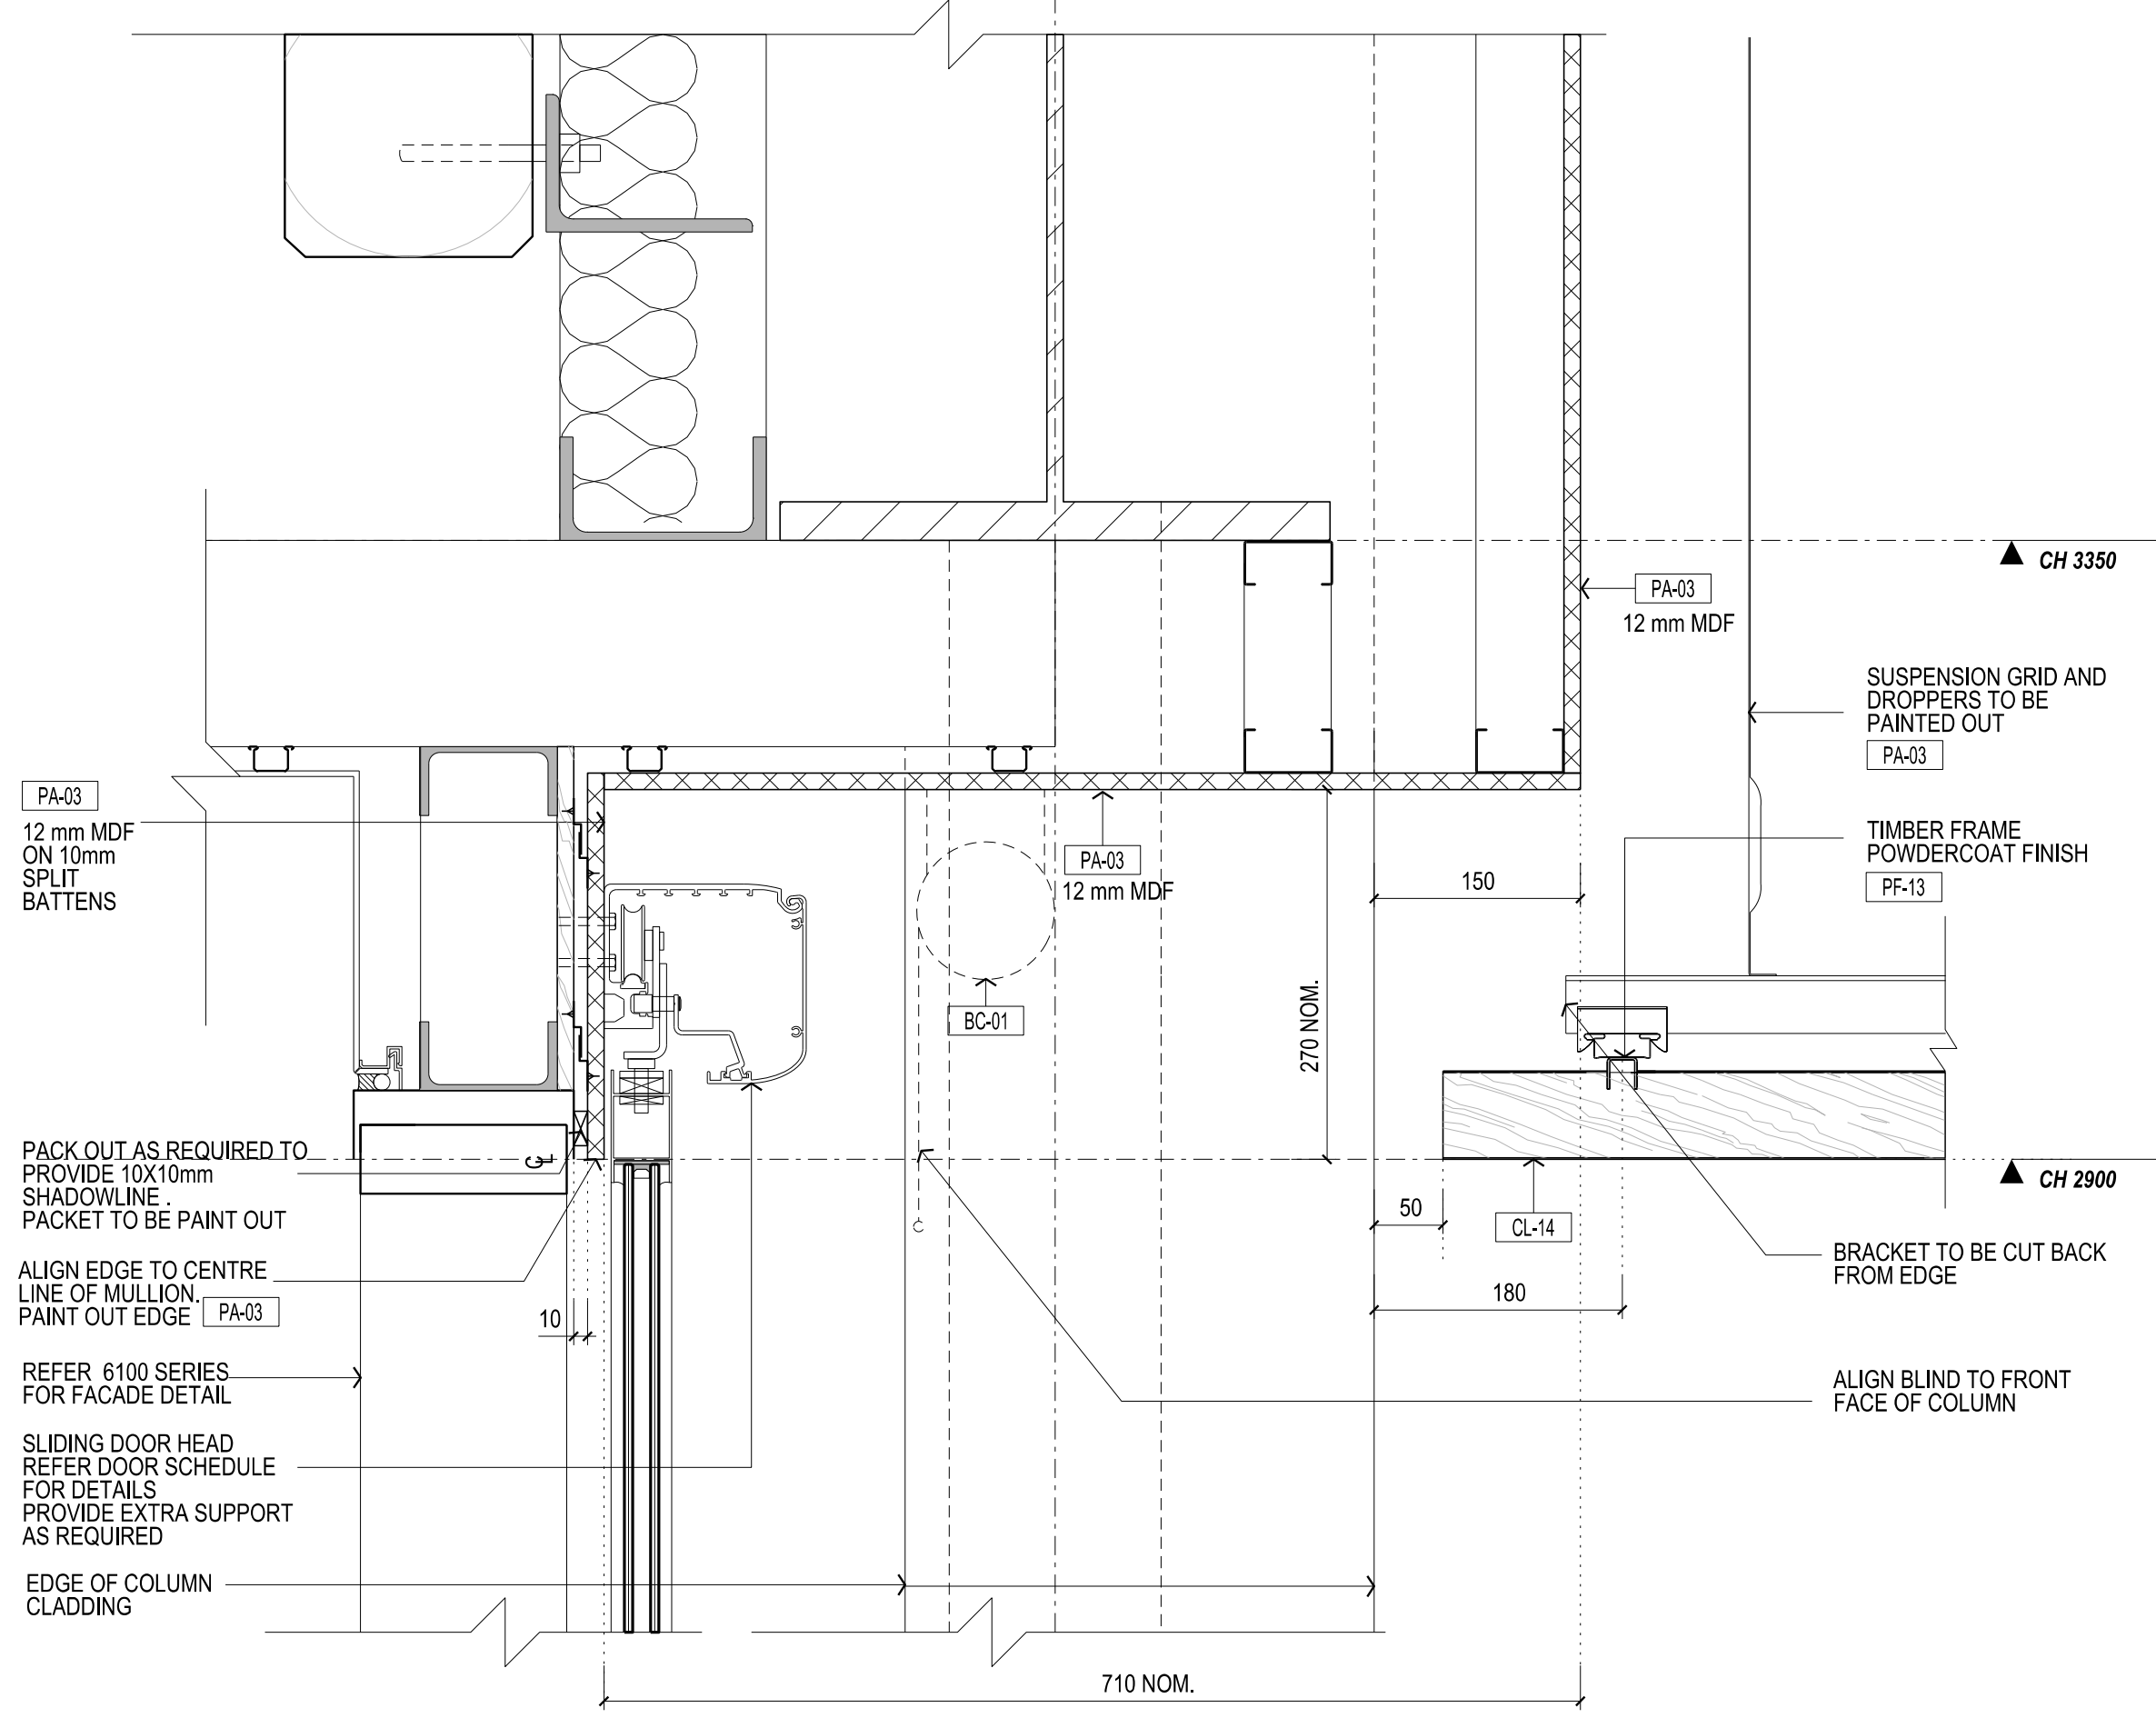 CH 3350
PA-03
12 mm MDF
SUSPENSION GRID AND
DROPPERS TO BE
PAINTED OUT
PA-03
PA-03
12 mm MDF
ON 10mm
SPLIT
BATTENS
TIMBER FRAME
POWDERCOAT FINISH
PF-13
PA-03
12 mm MDF
150
BC-01
270 NOM.
PACK OUT AS REQUIRED TO
PROVIDE 10X10mm
SHADOWLINE .
PACKET TO BE PAINT OUT
CL
CH 2900
50
CL-14
BRACKET TO BE CUT BACK
FROM EDGE
ALIGN EDGE TO CENTRE
LINE OF MULLION.
PAINT OUT EDGE PA-03
10
180
REFER 6100 SERIES
FOR FACADE DETAIL
ALIGN BLIND TO FRONT
FACE OF COLUMN
SLIDING DOOR HEAD
REFER DOOR SCHEDULE
FOR DETAILS
PROVIDE EXTRA SUPPORT
AS REQUIRED
EDGE OF COLUMN
CLADDING
710 NOM.